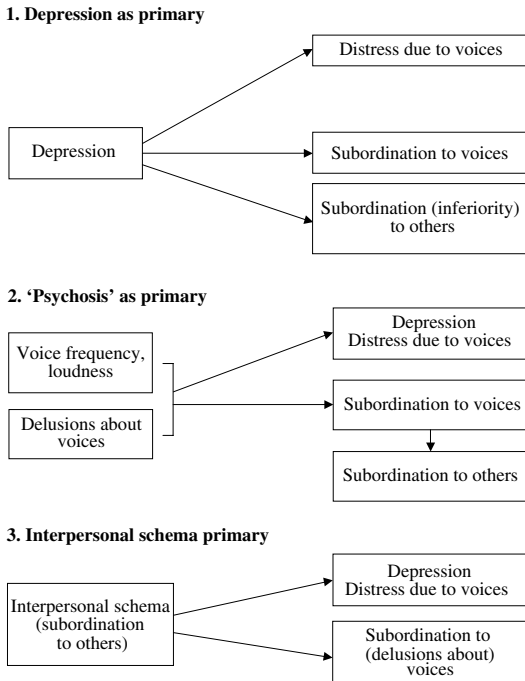 1. Depression as primary
Distress due to voices
Depression
Subordination to voices
Subordination (inferiority)
to others
2. ‘Psychosis’ as primary
Voice frequency,
loudness
Delusions about
voices
Depression
Distress due to voices
Subordination to voices
Subordination to others
3. Interpersonal schema primary
Interpersonal schema
(subordination
to others)
Depression
Distress due to voices
Subordination to
(delusions about)
voices